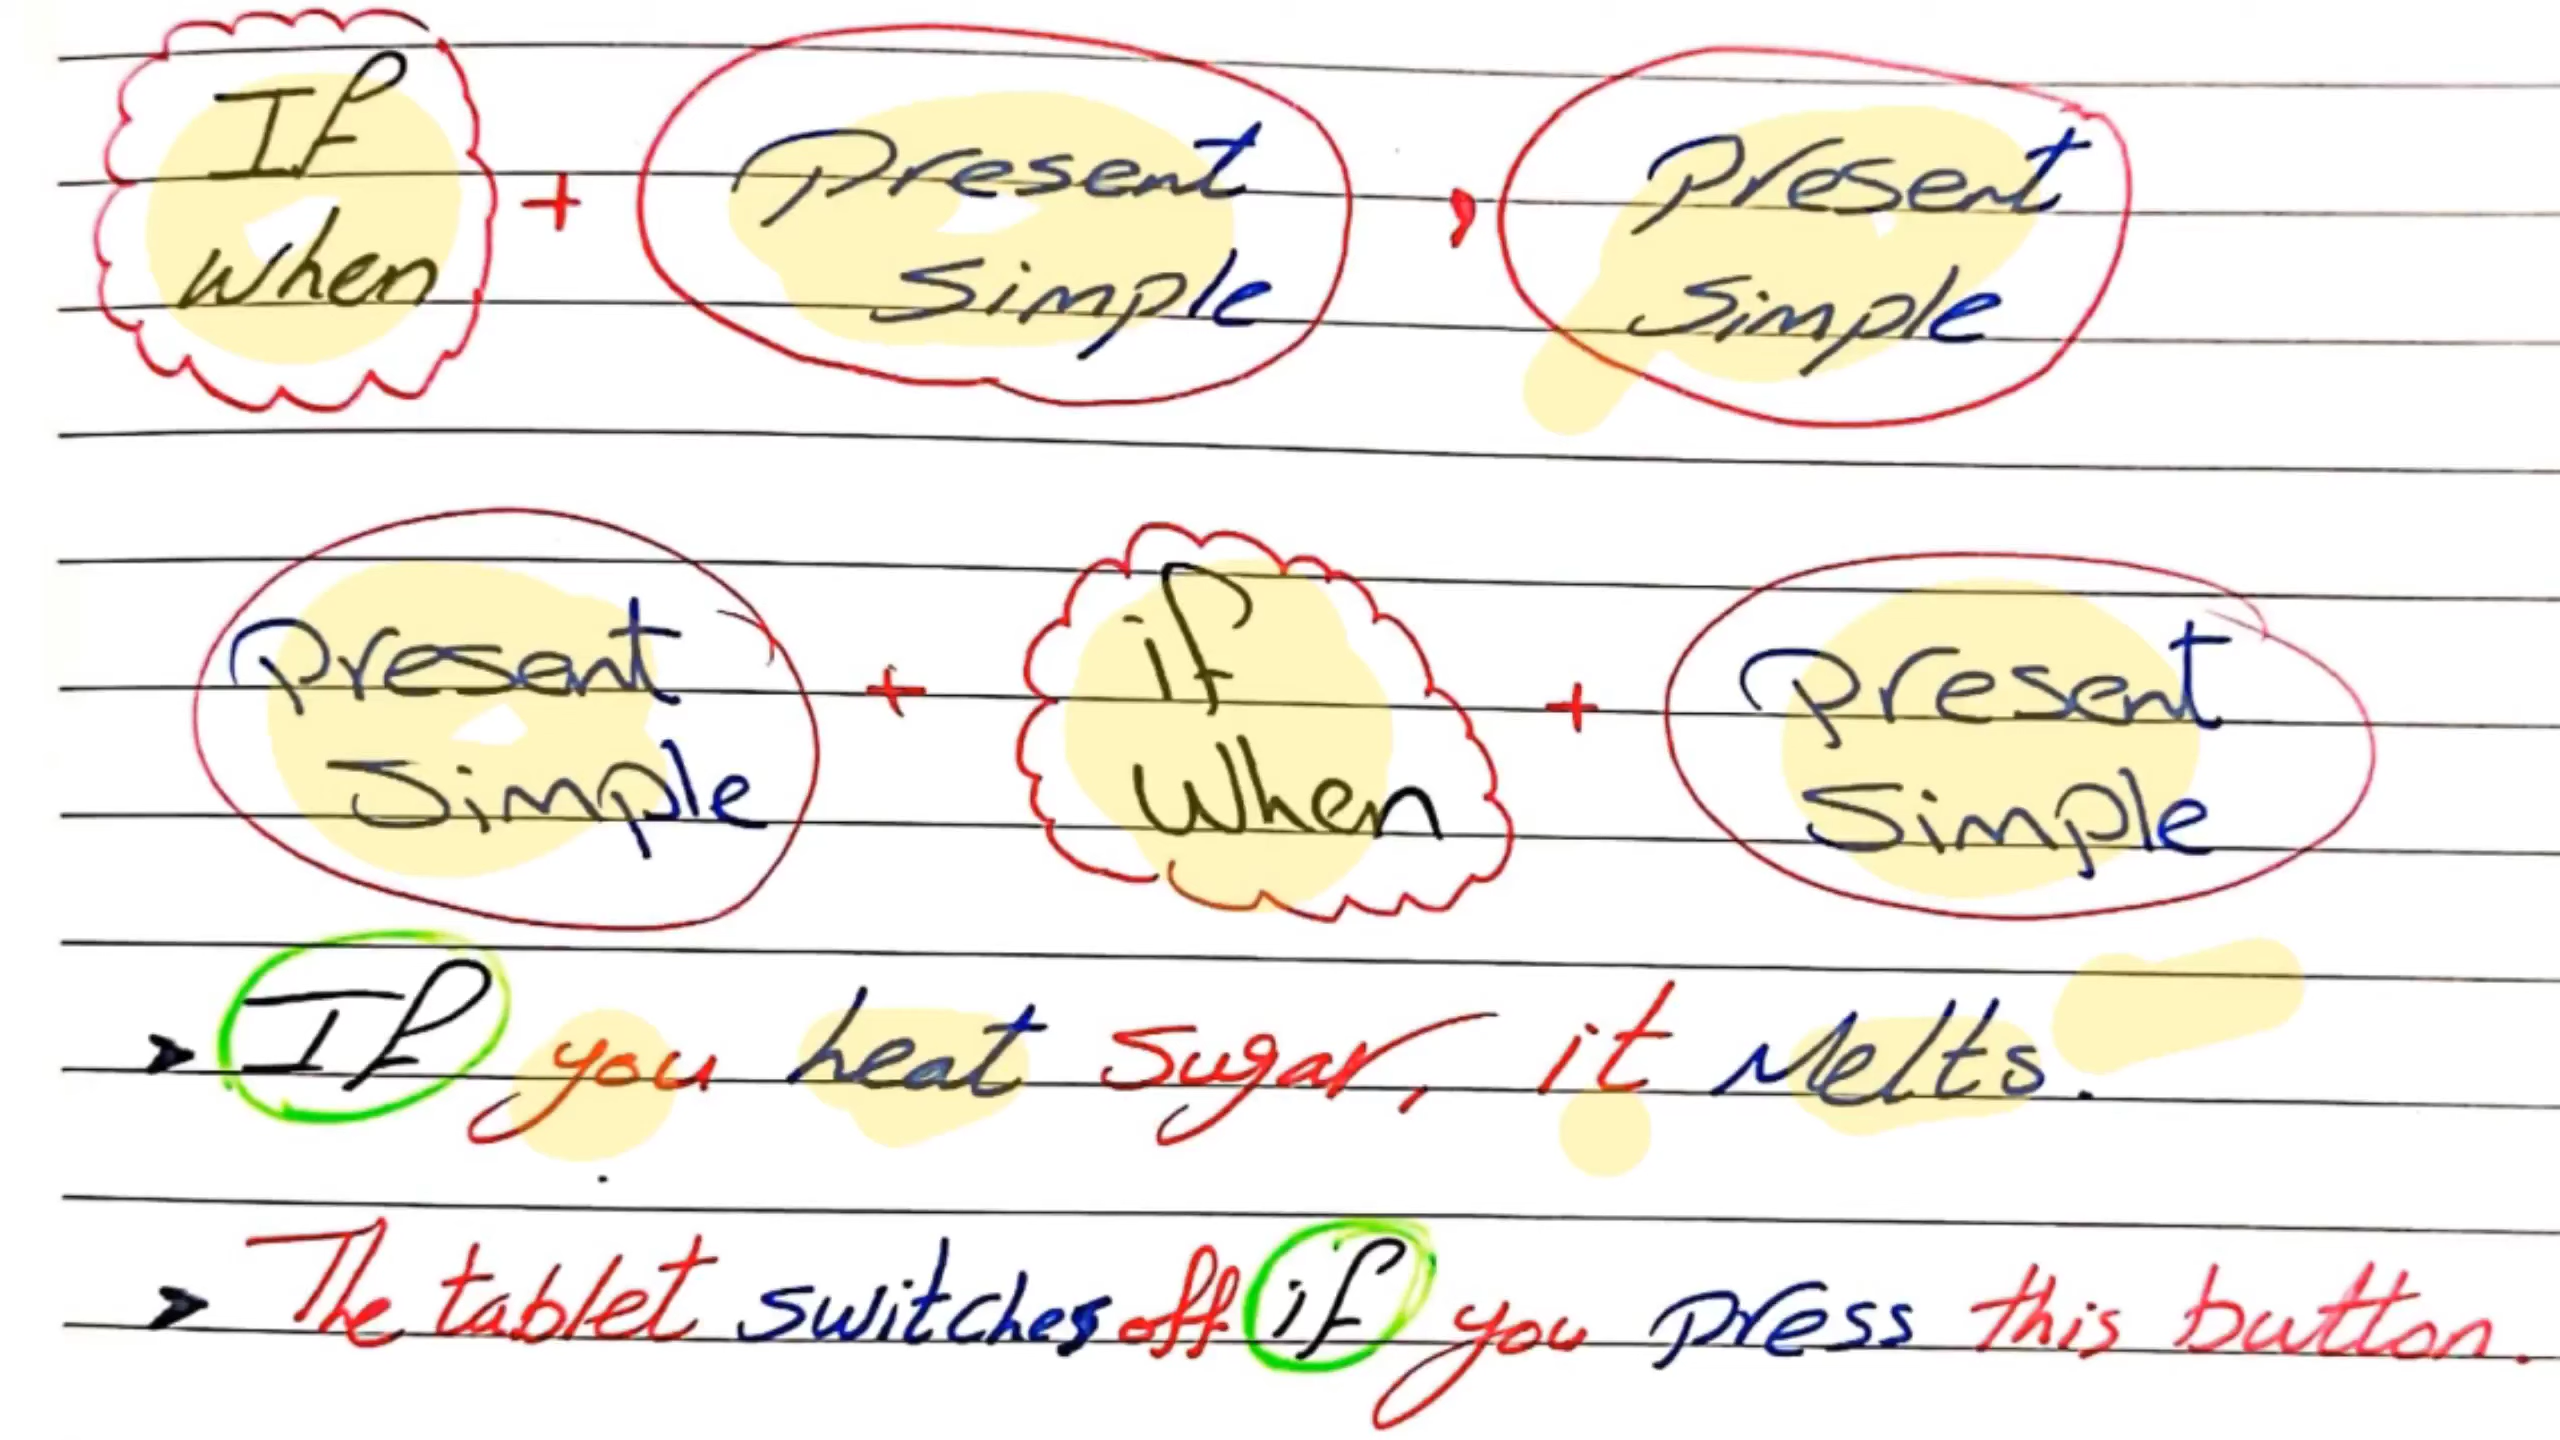 If + Present , Present
when Simple Simple
Present + if + Present
Simple when Simple
➤ If you heat sugar, it Melts.
➤ The tablet switches off if you press this button.